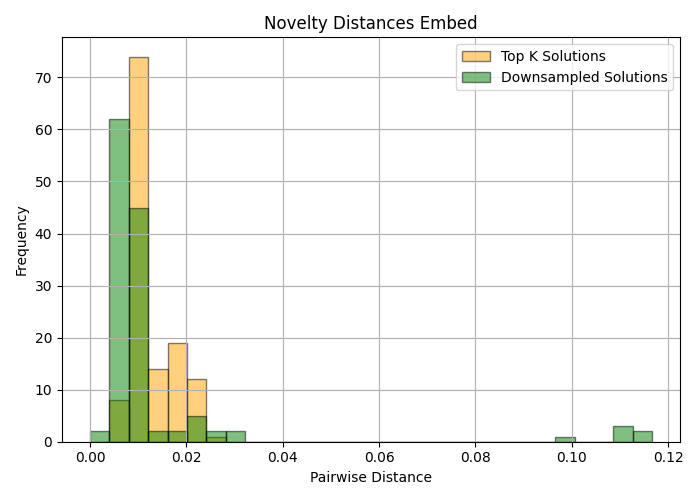 Novelty Distances Embed
Top K Solutions
Downsampled Solutions
Frequency
70
60
50
40
30
20
10
0
0.00 0.02 0.04 0.06 0.08 0.10 0.12
Pairwise Distance